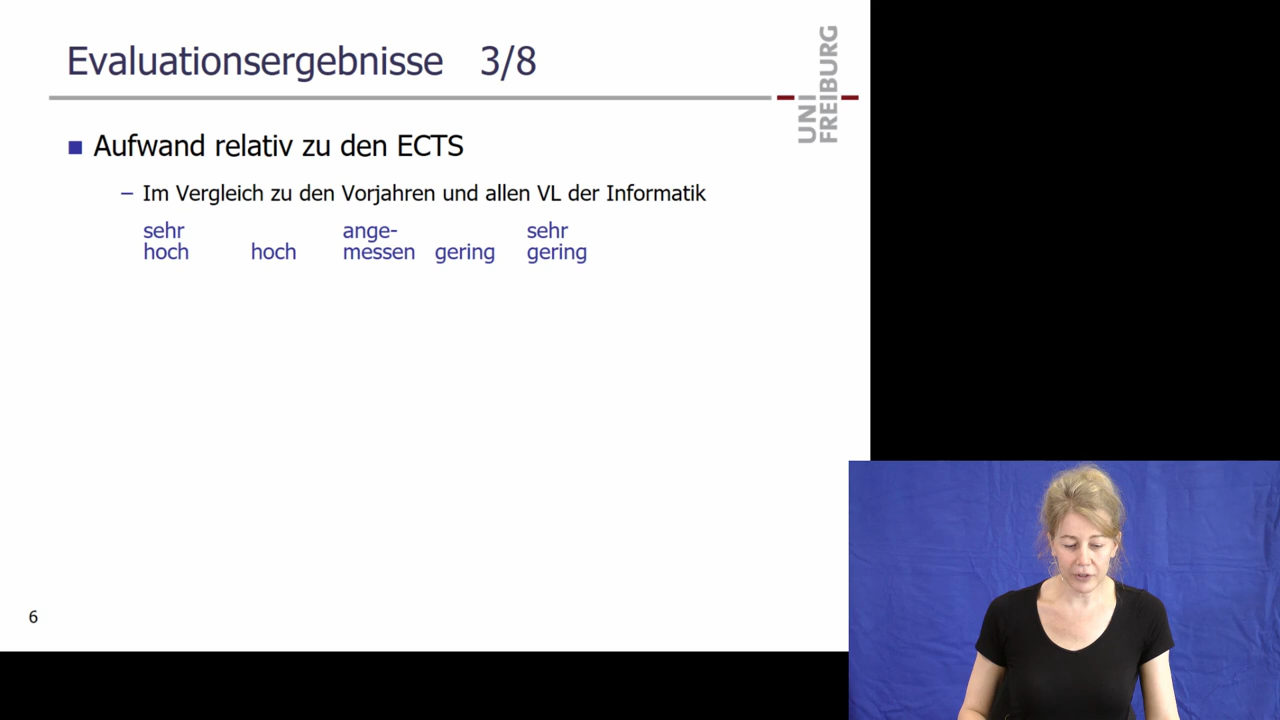 Evaluationsergebnisse 3/8
UNI
FREIBURG
■ Aufwand relativ zu den ECTS
– Im Vergleich zu den Vorjahren und allen VL der Informatik
sehr ange- sehr
hoch hoch messen gering gering
6